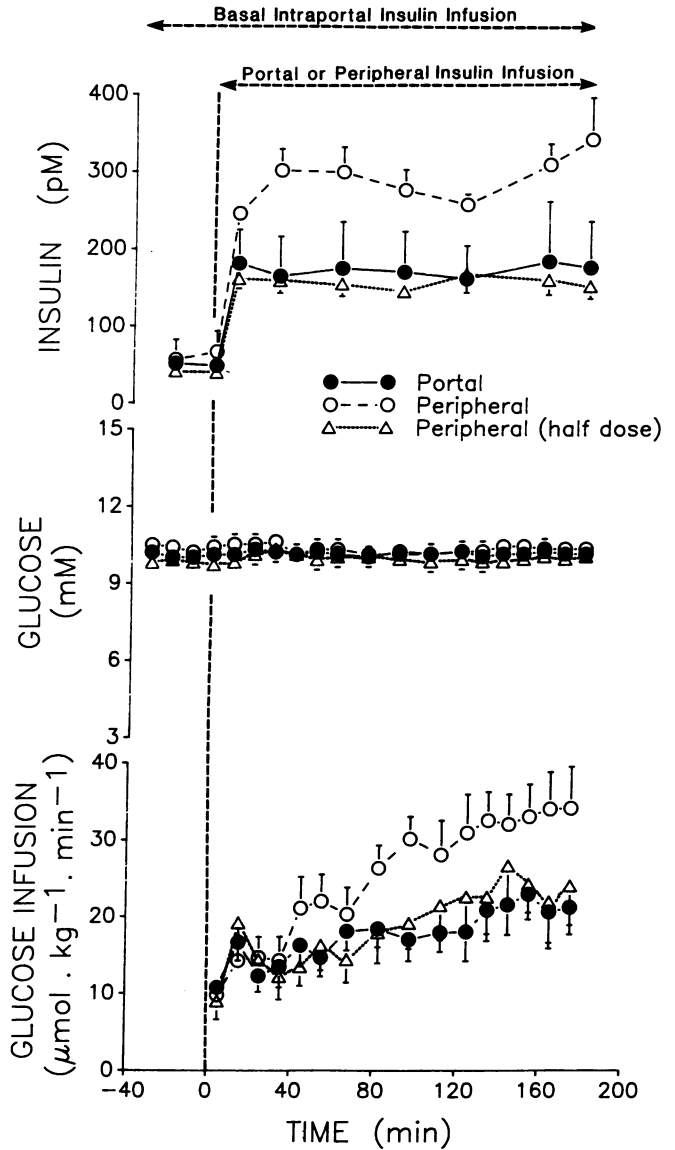 Basal Intraportal Insulin Infusion
Portal or Peripheral Insulin Infusion
400
300
200
100
0
INSULIN (pM)
Portal
Peripheral
Peripheral (half dose)
15
12
9
6
3
GLUCOSE
(mM)
40
30
20
10
0
GLUCOSE INFUSION
(μmol . kg−1. min−1)
−40
0
40
80
120
160
200
TIME (min)